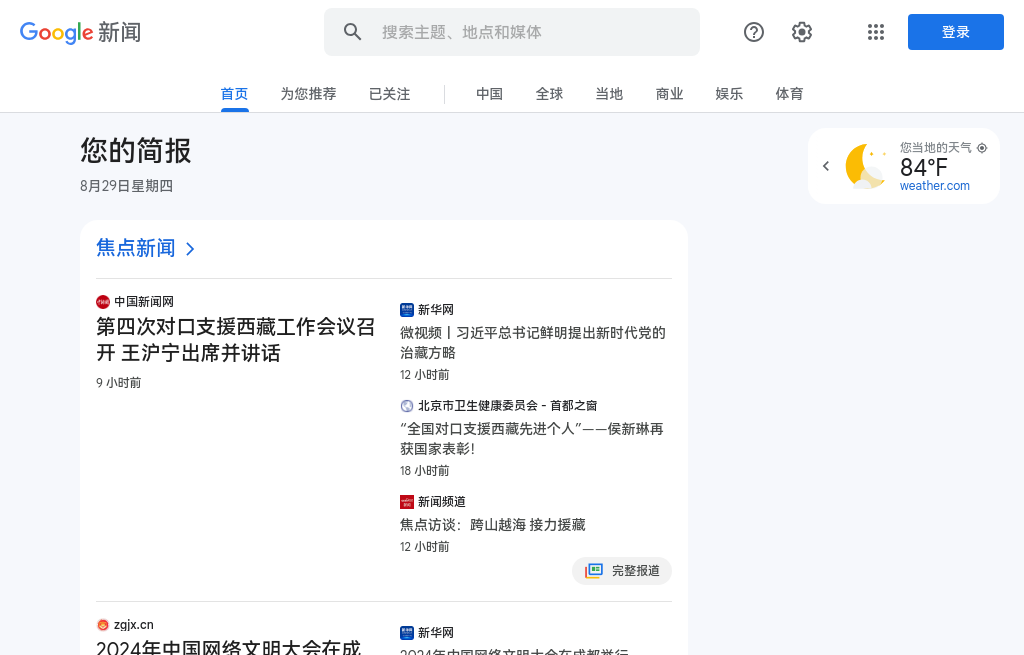 Google 新闻
搜索主题、地点和媒体
登录
首页
为您推荐
已关注
中国
全球
当地
商业
娱乐
体育
您的简报
8月29日星期四
您当地的天气
84°F
weather.com
焦点新闻
中国新闻网
第四次对口支援西藏工作会议召
开 王沪宁出席并讲话
9 小时前
新华网
微视频丨习近平总书记鲜明提出新时代党的
治藏方略
12 小时前
北京市卫生健康委员会 - 首都之窗
“全国对口支援西藏先进个人”——侯新琳再
获国家表彰！
18 小时前
新闻频道
焦点访谈：跨山越海 接力援藏
12 小时前
完整报道
zgjx.cn
2024年中国网络文明大会在成
新华网
2024年中国网络文明大会在成都举行